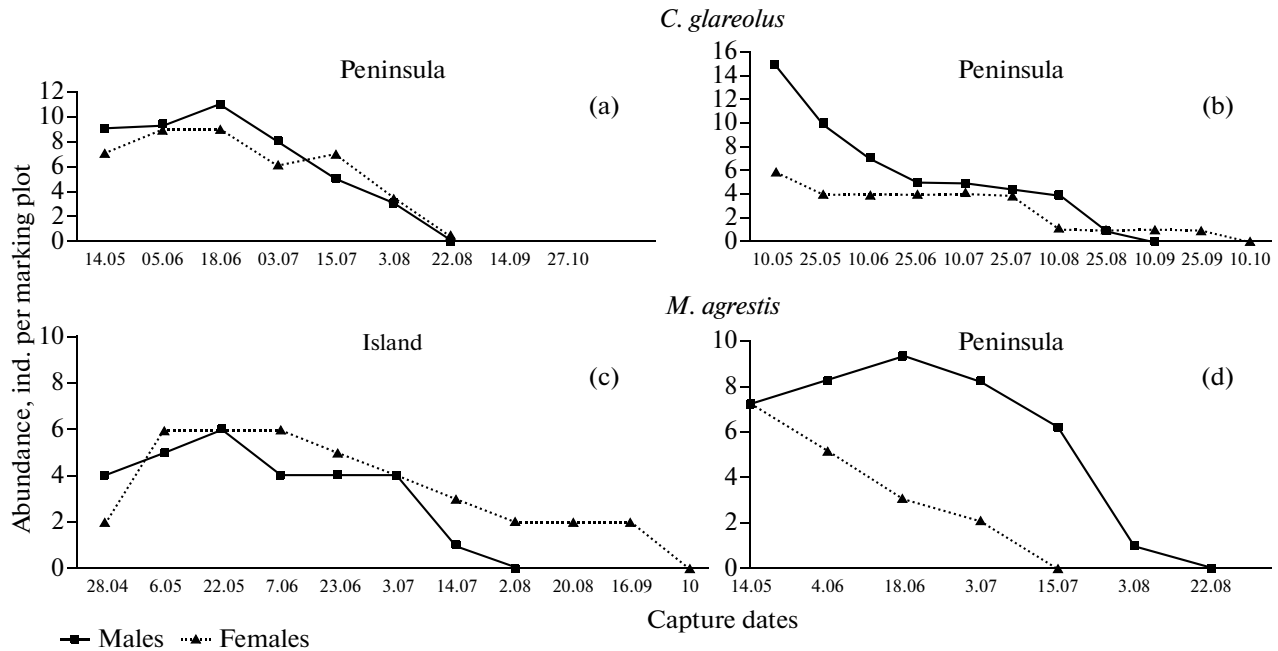 C. glareolus
Peninsula
(a)
12
10
8
6
4
2
0
14.05 05.06 18.06 03.07 15.07 3.08 22.08 14.09 27.10
Peninsula
(b)
16
14
12
10
8
6
4
2
0
10.05 25.05 10.06 25.06 10.07 25.07 10.08 25.08 10.09 25.09 10.10
Abundance, ind. per marking plot
M. agrestis
Island
(c)
10
8
6
4
2
0
28.04 6.05 22.05 7.06 23.06 3.07 14.07 2.08 20.08 16.09 10
Peninsula
(d)
10
8
6
4
2
0
14.05 4.06 18.06 3.07 15.07 3.08 22.08
Capture dates
Males Females